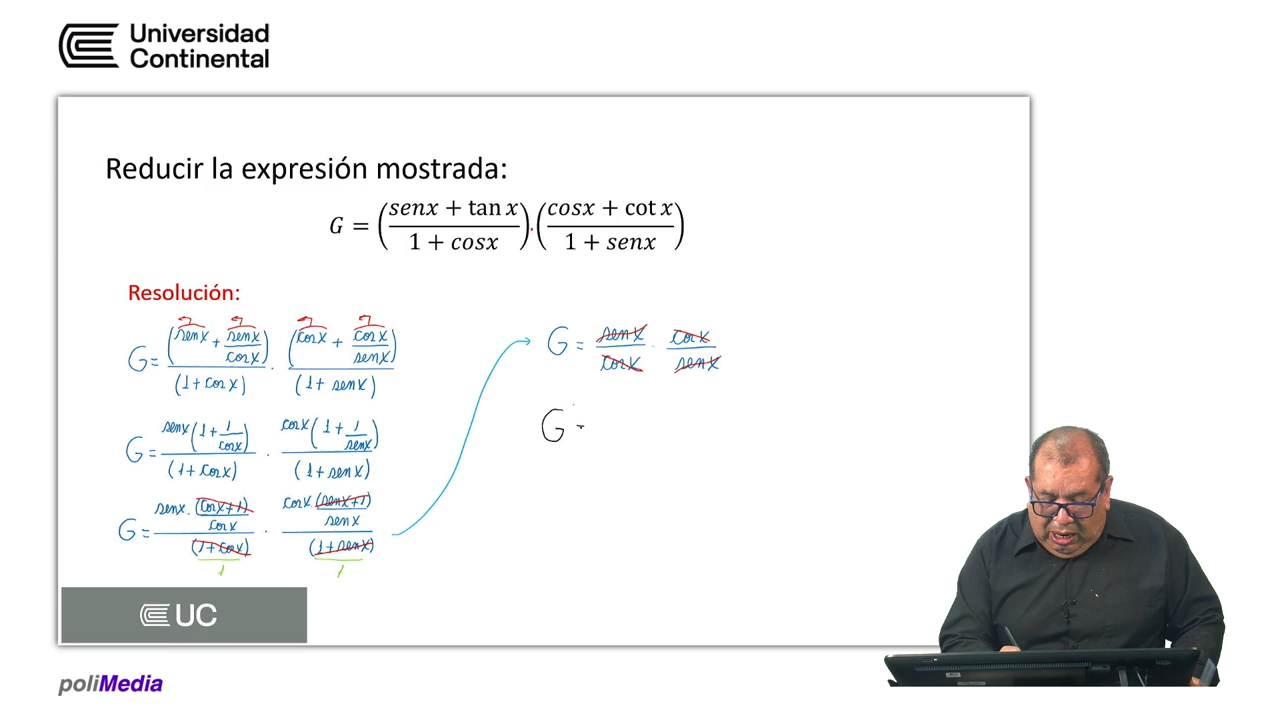 Universidad
Continental
Reducir la expresión mostrada:
G = ((senx + tan x)/(1 + cosx)) . ((cosx + cot x)/(1 + senx))
Resolución:
G = (senx + senx/cosx)/(1 + cosx) . (cosx + cosx/senx)/(1 + senx)
G = senx(1 + 1/cosx)/(1 + cosx) . cosx(1 + 1/senx)/(1 + senx)
G = (senx . (cosx+1)/cosx)/(1 + cosx) . (cosx . (senx+1)/senx)/(1 + senx)
1 1
G = senx/cosx . cosx/senx
G =
UC
poliMedia